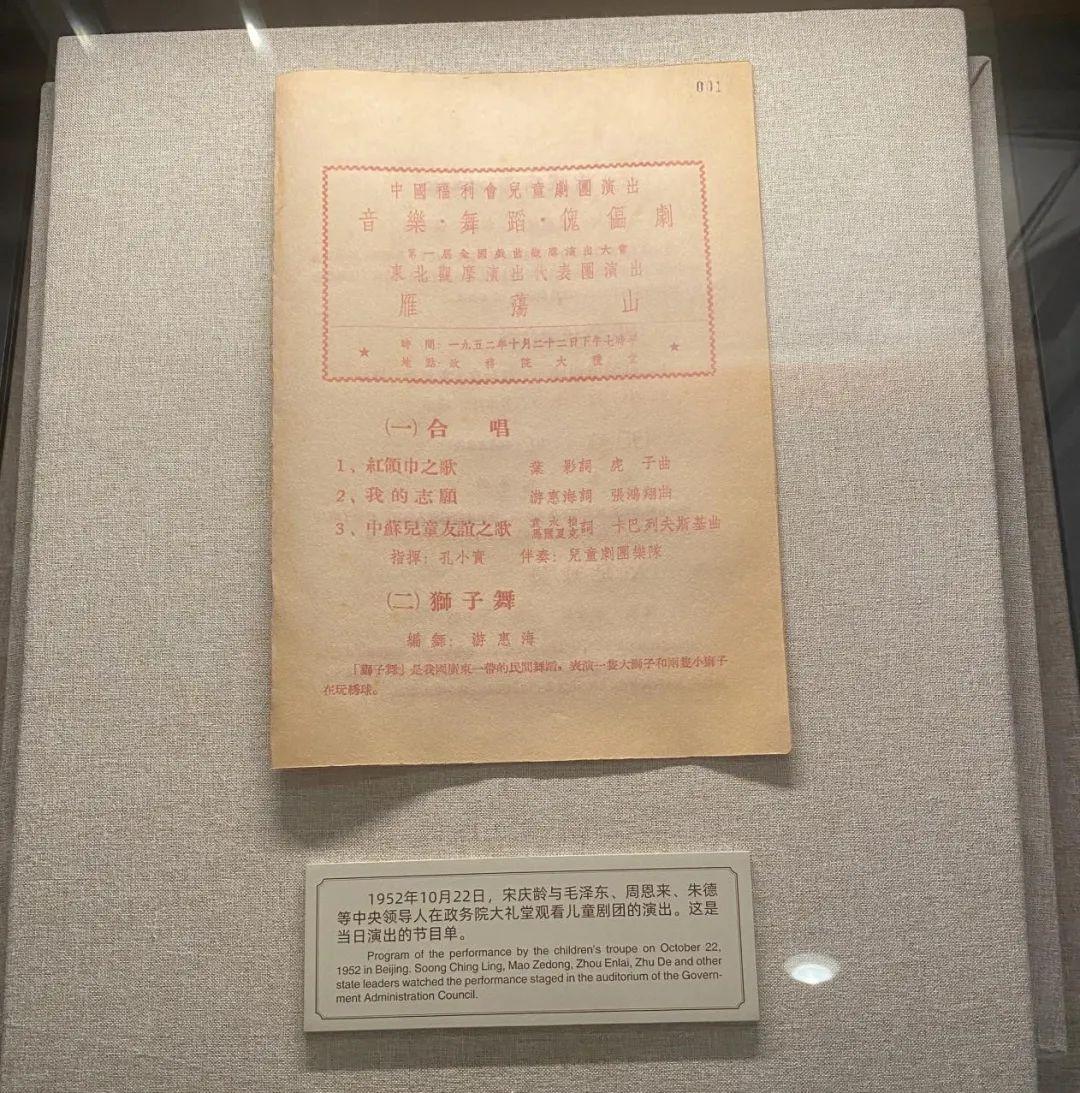 001
中國福利會兒童劇團演出
音樂·舞蹈·傀儡劇
第一屆全國戲曲觀摩演出大會
東北觀摩演出代表團演出
雁蕩山
時間:一九五二年十月二十二日下午七時半
地點:政務院大禮堂
(一)合唱
1、紅領巾之歌 葉影詞 虎子曲
2、我的志願 游惠海詞 張鴻翔曲
3、中蘇兒童友誼之歌 詞 卡巴列夫斯基曲
指揮:孔小賓 伴奏:兒童劇團樂隊
(二)獅子舞
編舞:游惠海
「獅子舞」是我國廣東一帶的民間舞蹈。表演一隻大獅子和兩隻小獅子
在玩綉球。
1952年10月22日,宋庆龄与毛泽东、周恩来、朱德
等中央领导人在政务院大礼堂观看儿童剧团的演出。这是
当日演出的节目单。
Program of the performance by the children's troupe on October 22,
1952 in Beijing. Soong Ching Ling, Mao Zedong, Zhou Enlai, Zhu De and other
state leaders watched the performance staged in the auditorium of the Govern-
ment Administration Council.